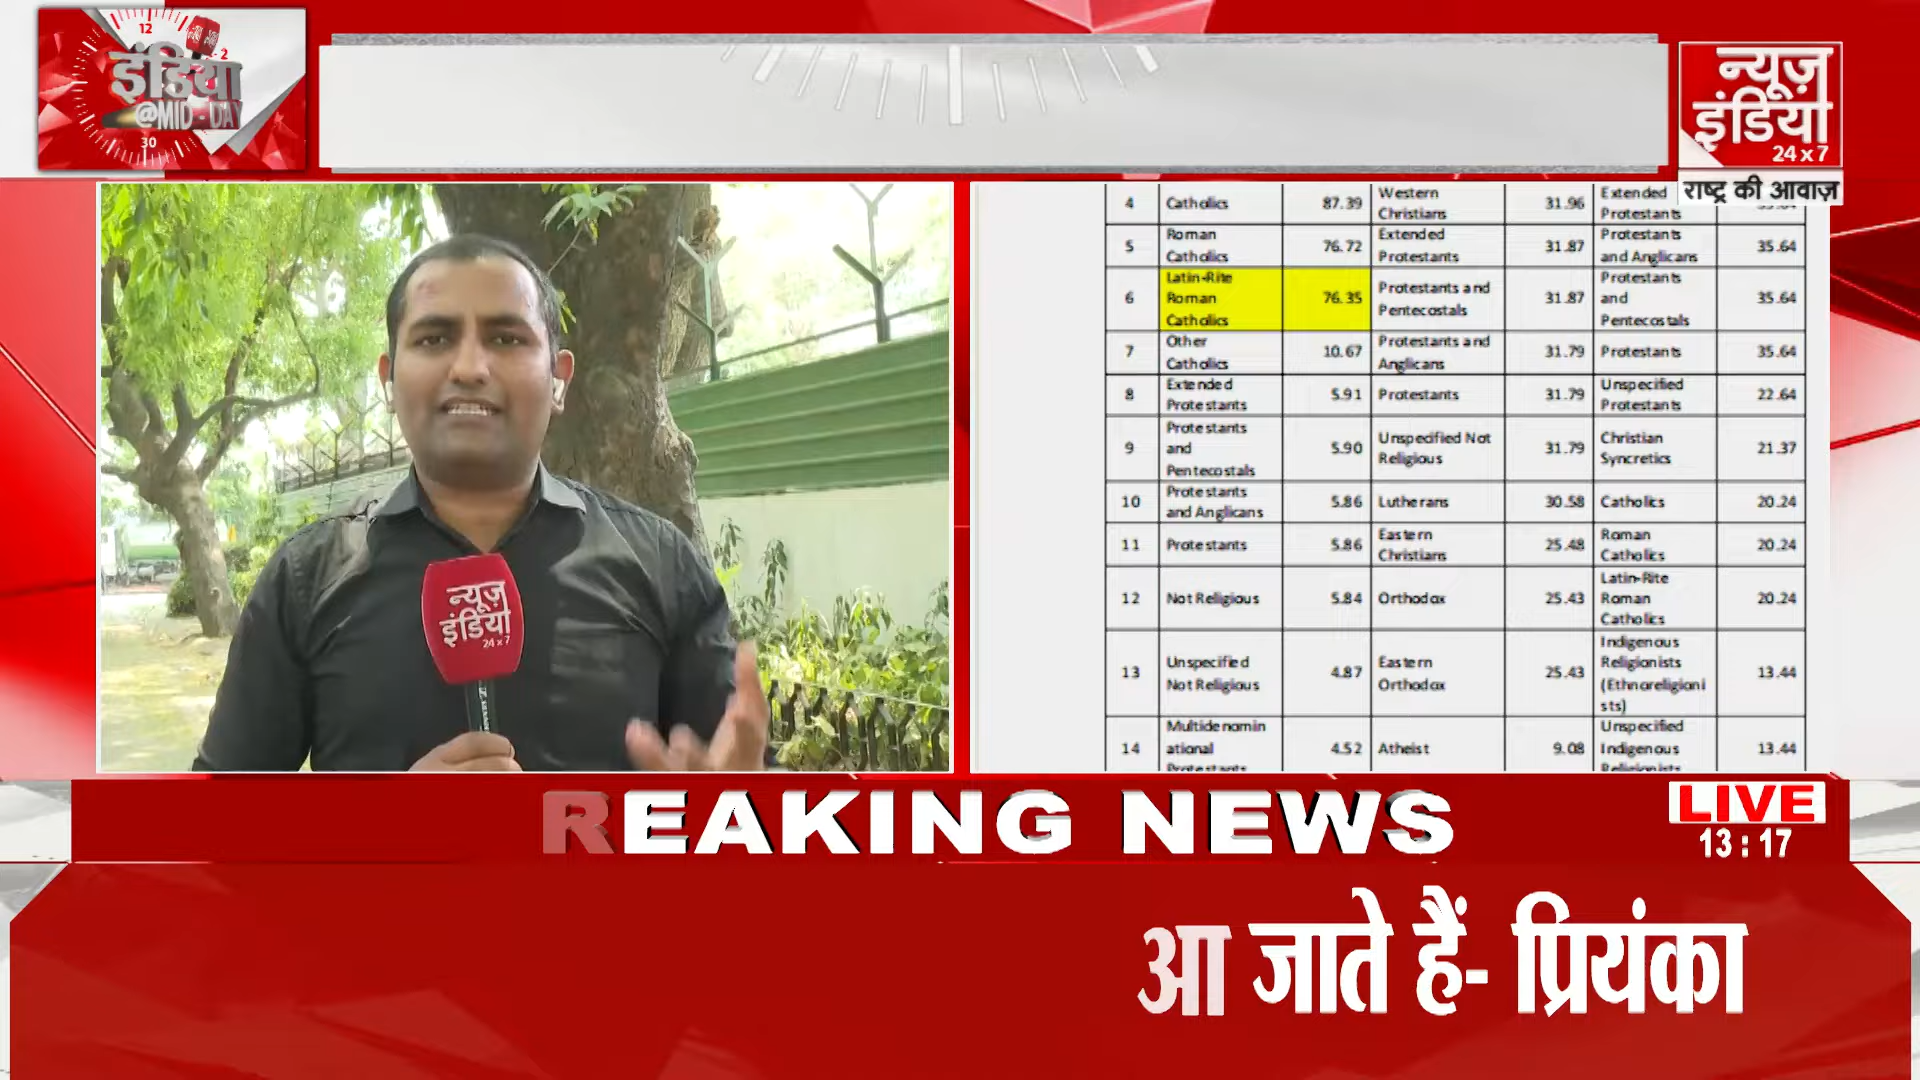 12
2
इंडिया
@MID-DAY
30
न्यूज़
इंडिया
24x7
राष्ट्र की आवाज़
4 Catholics 87.39 Western Christians 31.96 Extended Protestants
5 Roman Catholics 76.72 Extended Protestants 31.87 Protestants and Anglicans 35.64
6 Latin-Rite Roman Catholics 76.35 Protestants and Pentecostals 31.87 Protestants and Pentecostals 35.64
7 Other Catholics 10.67 Protestants and Anglicans 31.79 Protestants 35.64
8 Extended Protestants 5.91 Protestants 31.79 Unspecified Protestants 22.64
9 Protestants and Pentecostals 5.90 Unspecified Not Religious 31.79 Christian Syncretics 21.37
10 Protestants and Anglicans 5.86 Lutherans 30.58 Catholics 20.24
11 Protestants 5.86 Eastern Christians 25.48 Roman Catholics 20.24
12 Not Religious 5.84 Orthodox 25.43 Latin-Rite Roman Catholics 20.24
13 Unspecified Not Religious 4.87 Eastern Orthodox 25.43 Indigenous Religionists (Ethnoreligionists) 13.44
14 Multidenominational Protestants 4.52 Atheist 9.08 Unspecified Indigenous Religionists 13.44
न्यूज़
इंडिया
24x7
REAKING NEWS
LIVE
13:17
आ जाते हैं- प्रियंका